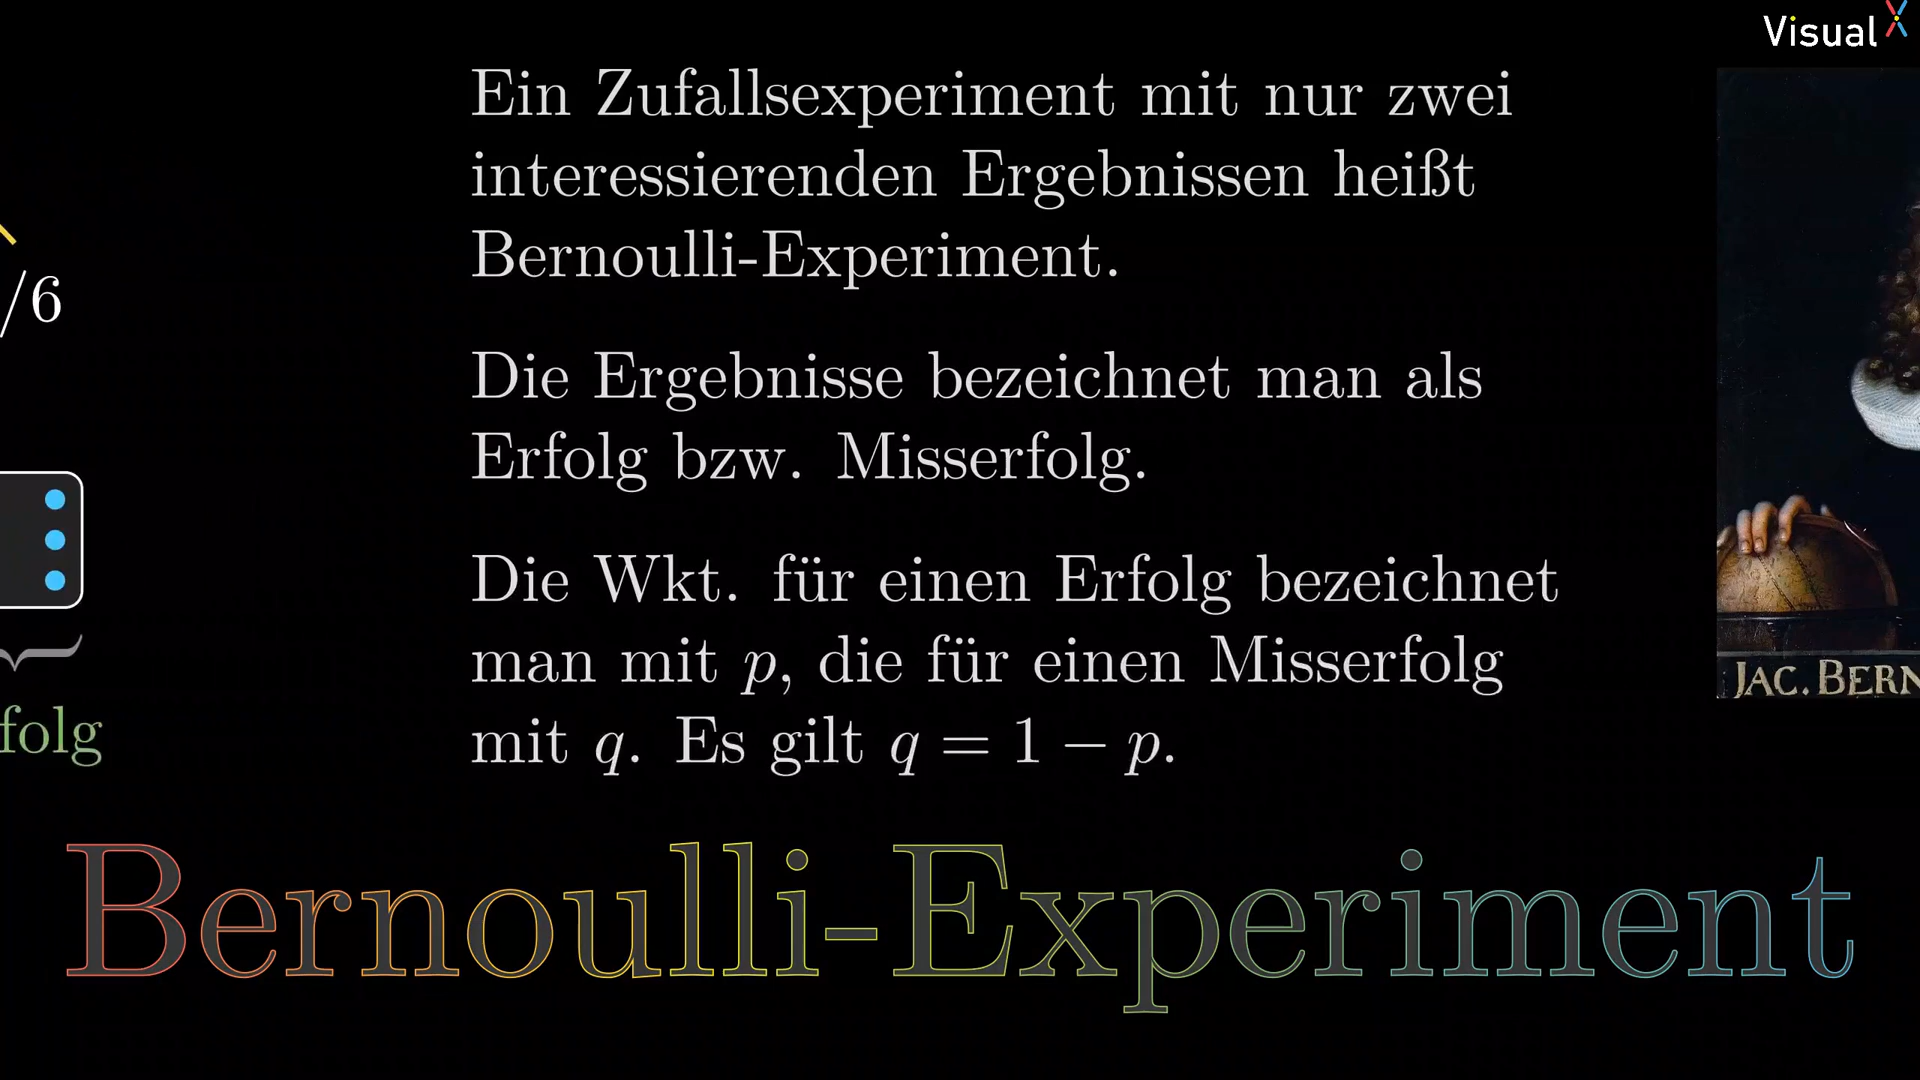 Visual X
Ein Zufallsexperiment mit nur zwei
interessierenden Ergebnissen heißt
Bernoulli-Experiment.
/6
Die Ergebnisse bezeichnet man als
Erfolg bzw. Misserfolg.
Die Wkt. für einen Erfolg bezeichnet
man mit p, die für einen Misserfolg
mit q. Es gilt q = 1 − p.
JAC. BERN
folg
Bernoulli-Experiment